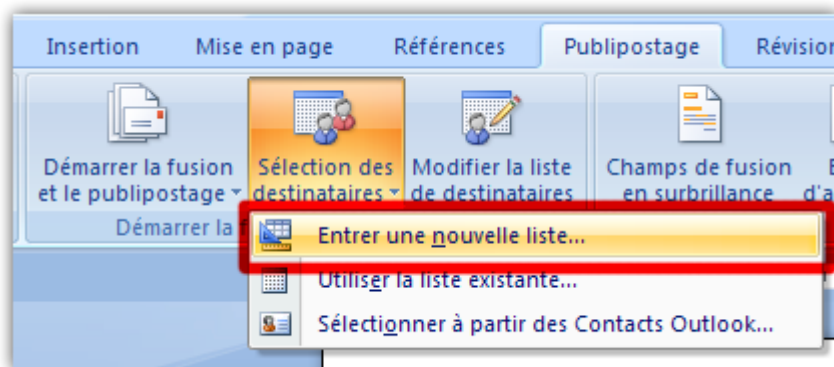 Insertion Mise en page Références Publipostage Révision
Démarrer la fusion et le publipostage
Sélection des destinataires
Modifier la liste de destinataires
Champs de fusion en surbrillance
Démarrer la
Entrer une nouvelle liste...
Utiliser la liste existante...
Sélectionner à partir des Contacts Outlook...